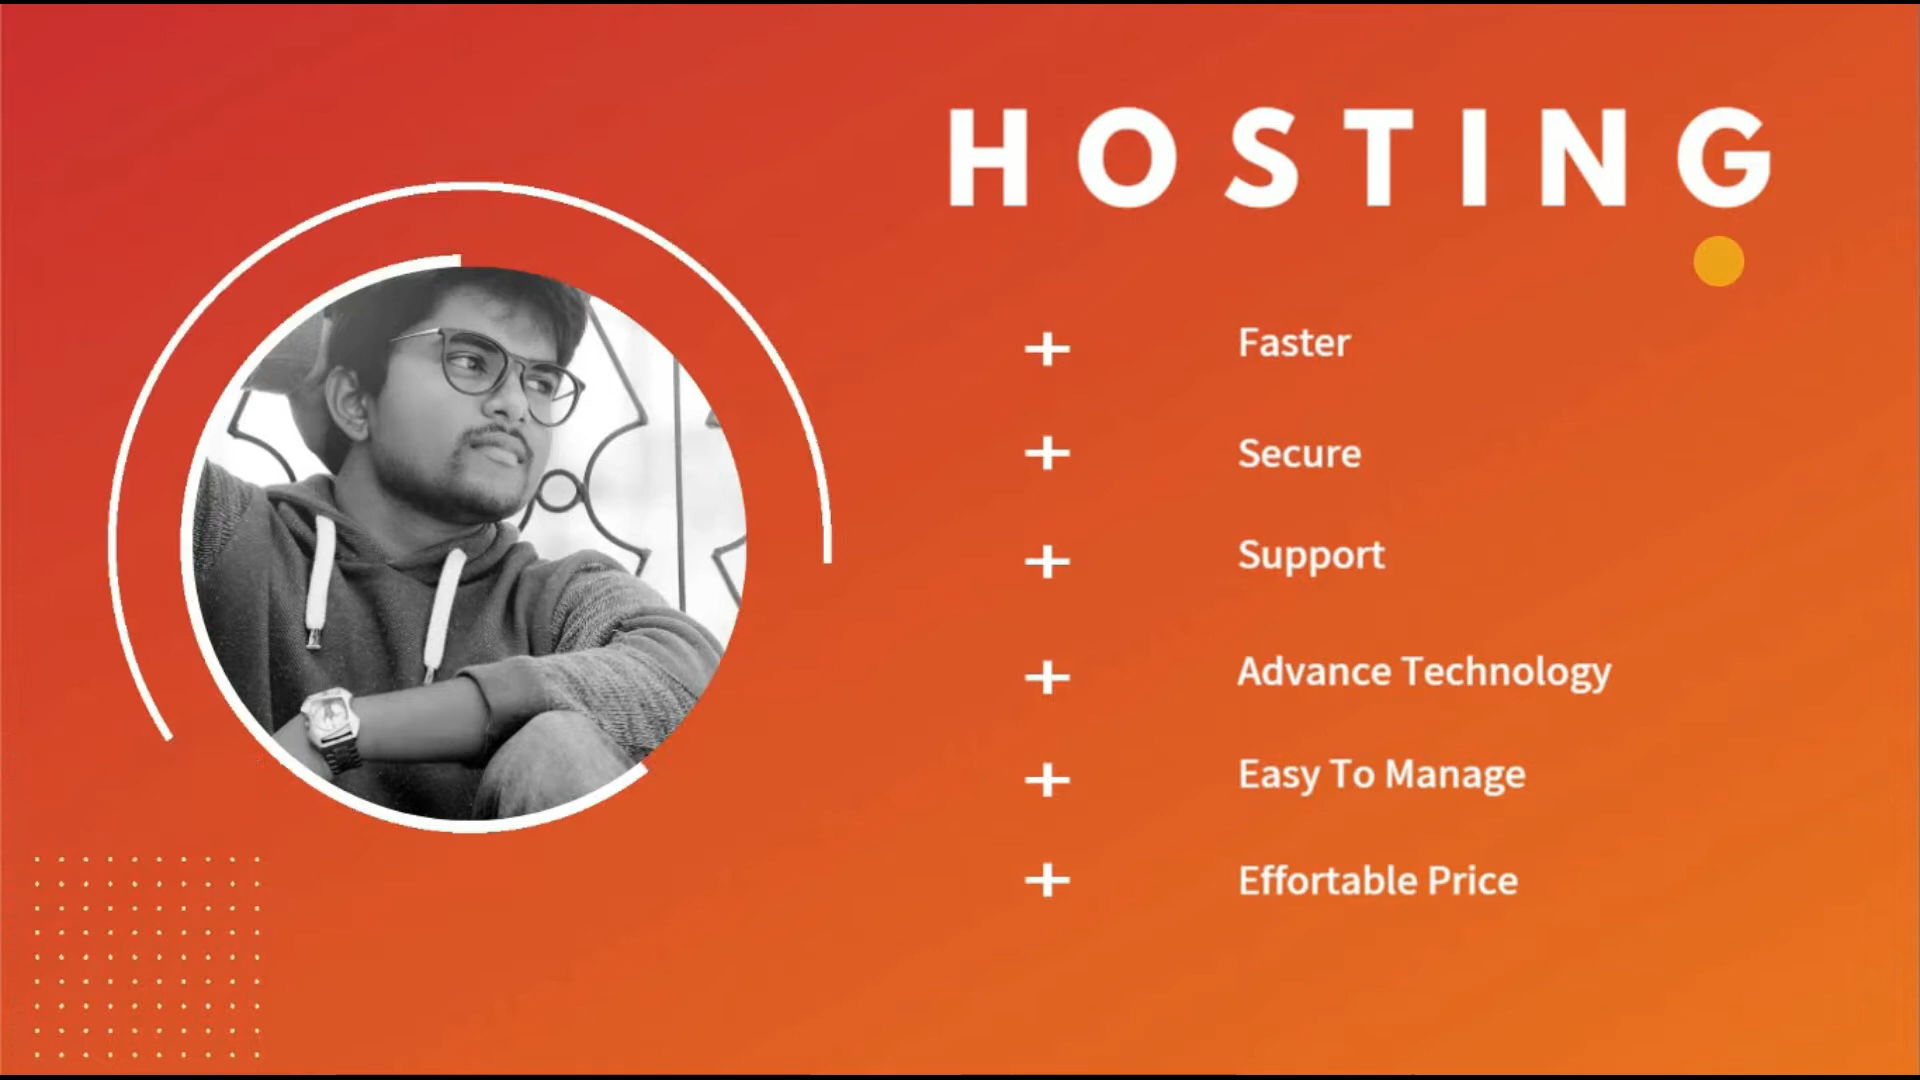 HOSTING
+ Faster
+ Secure
+ Support
+ Advance Technology
+ Easy To Manage
+ Effortable Price